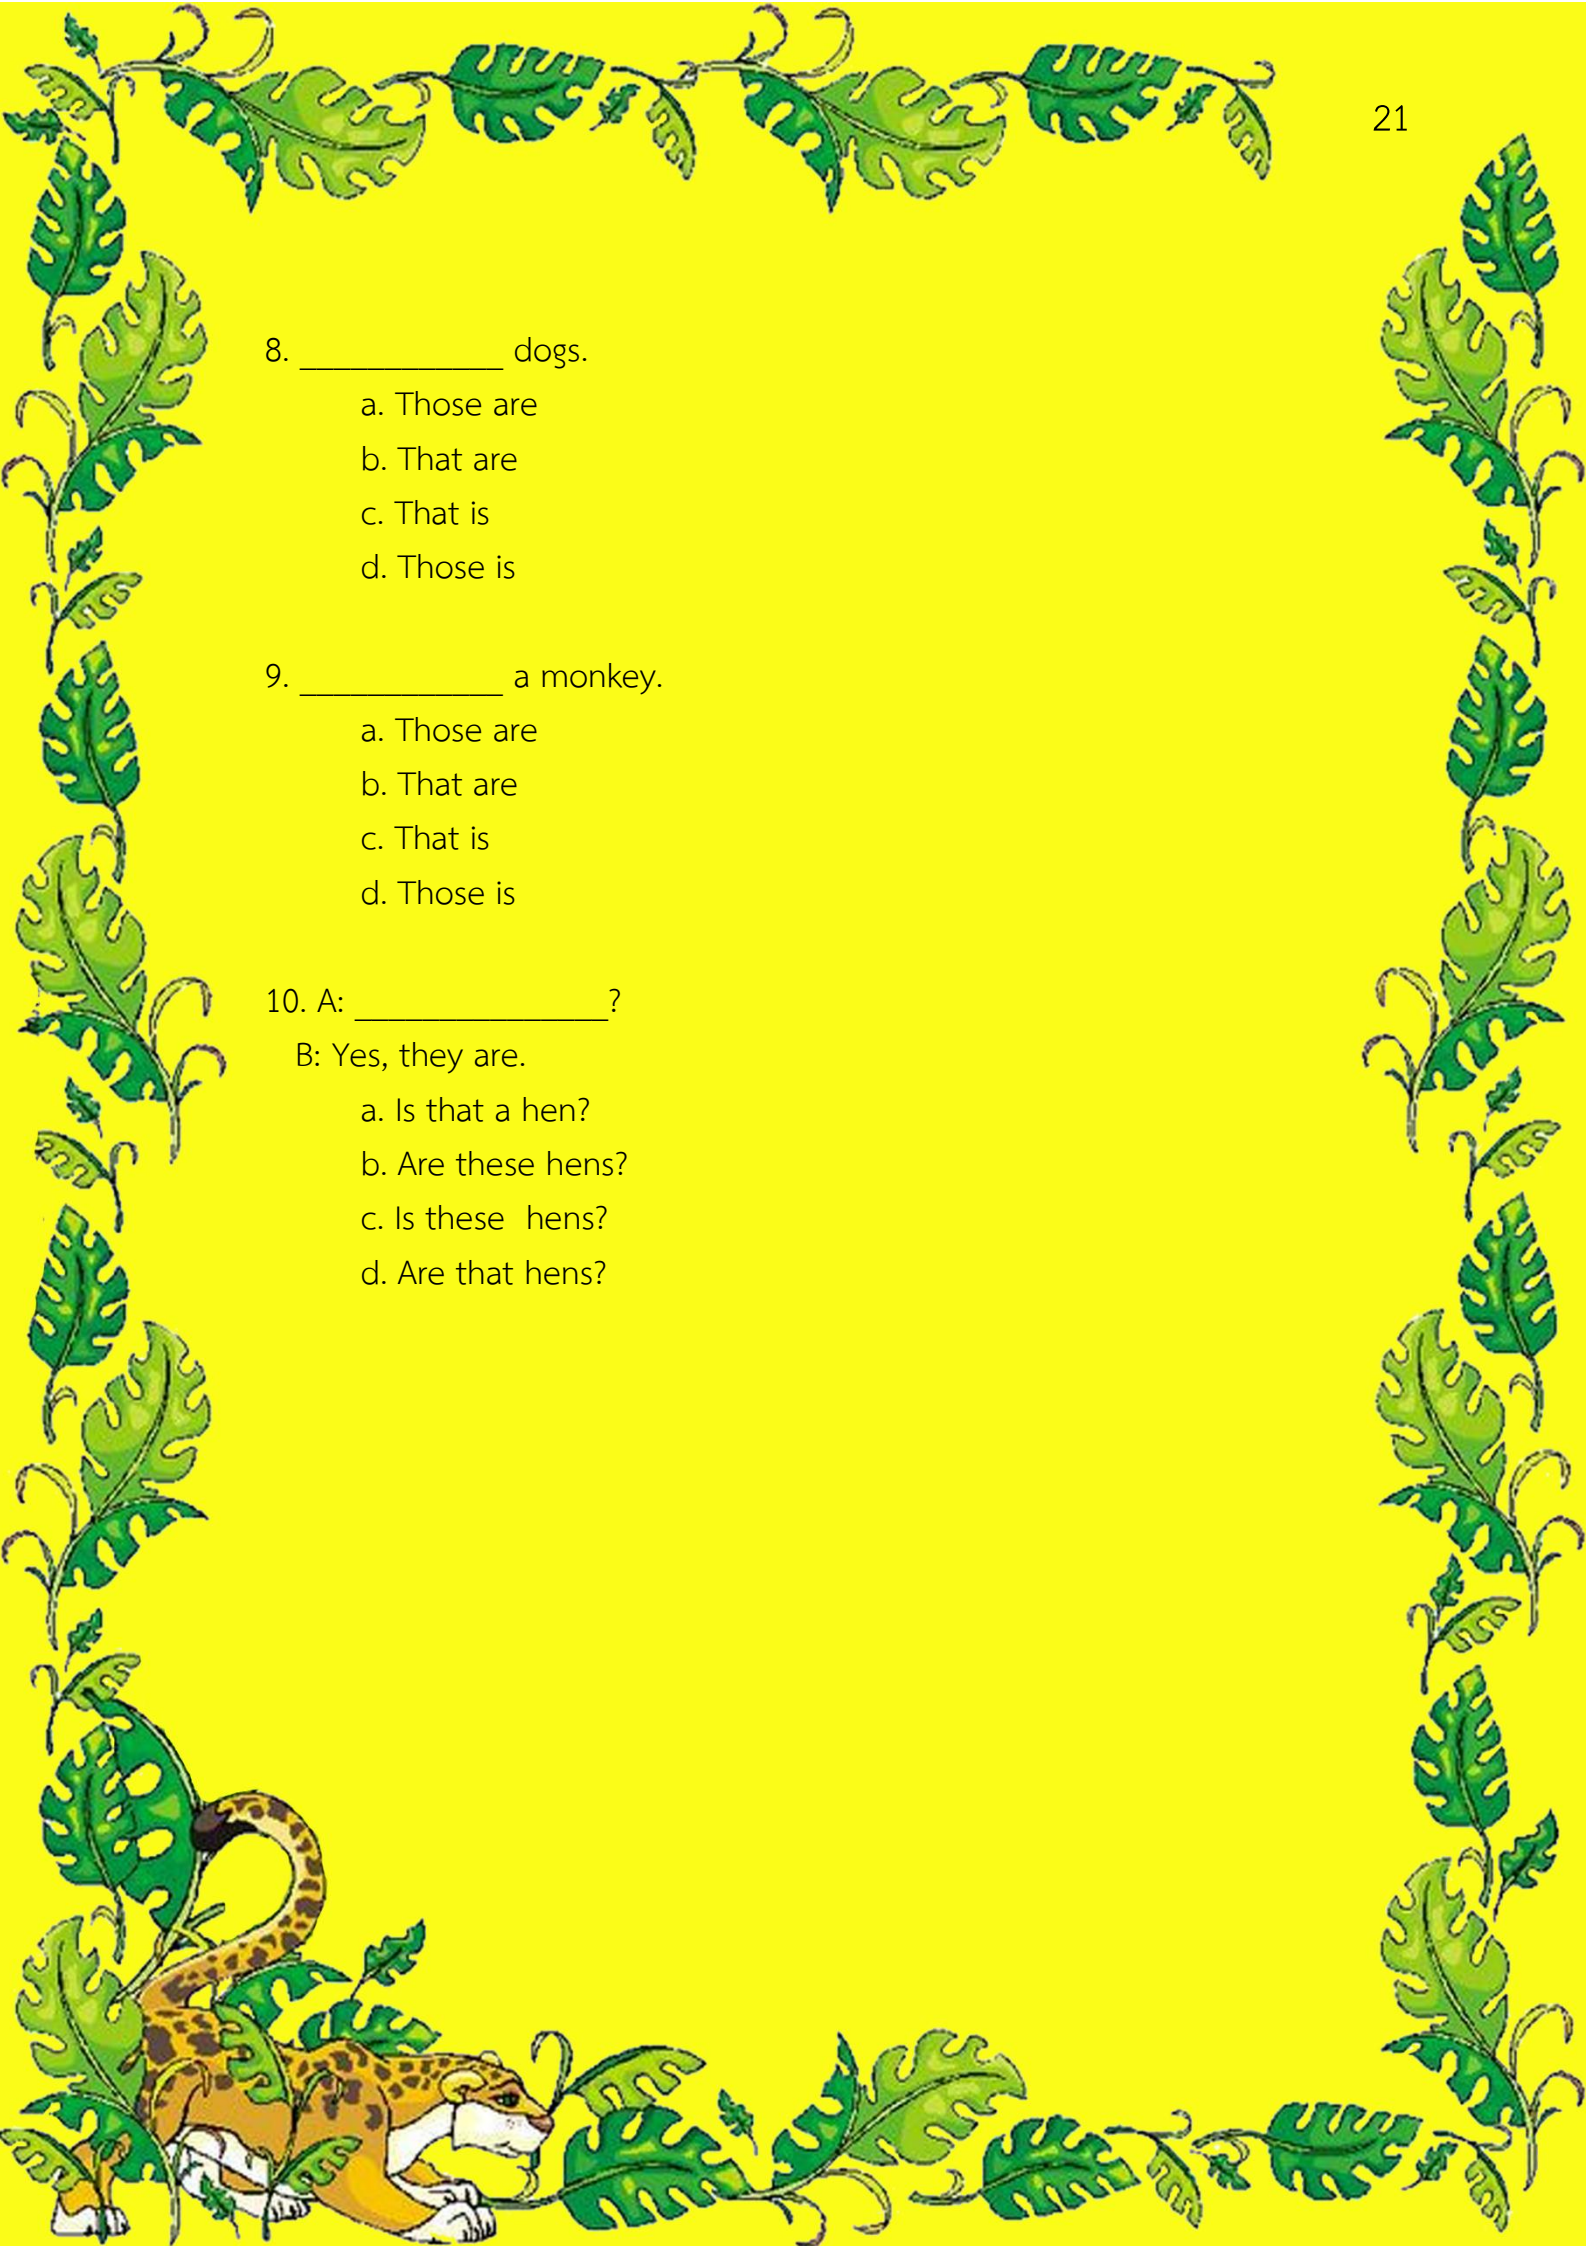 21
8. ____________ dogs.
a. Those are
b. That are
c. That is
d. Those is
9. ____________ a monkey.
a. Those are
b. That are
c. That is
d. Those is
10. A: _______________?
B: Yes, they are.
a. Is that a hen?
b. Are these hens?
c. Is these  hens?
d. Are that hens?